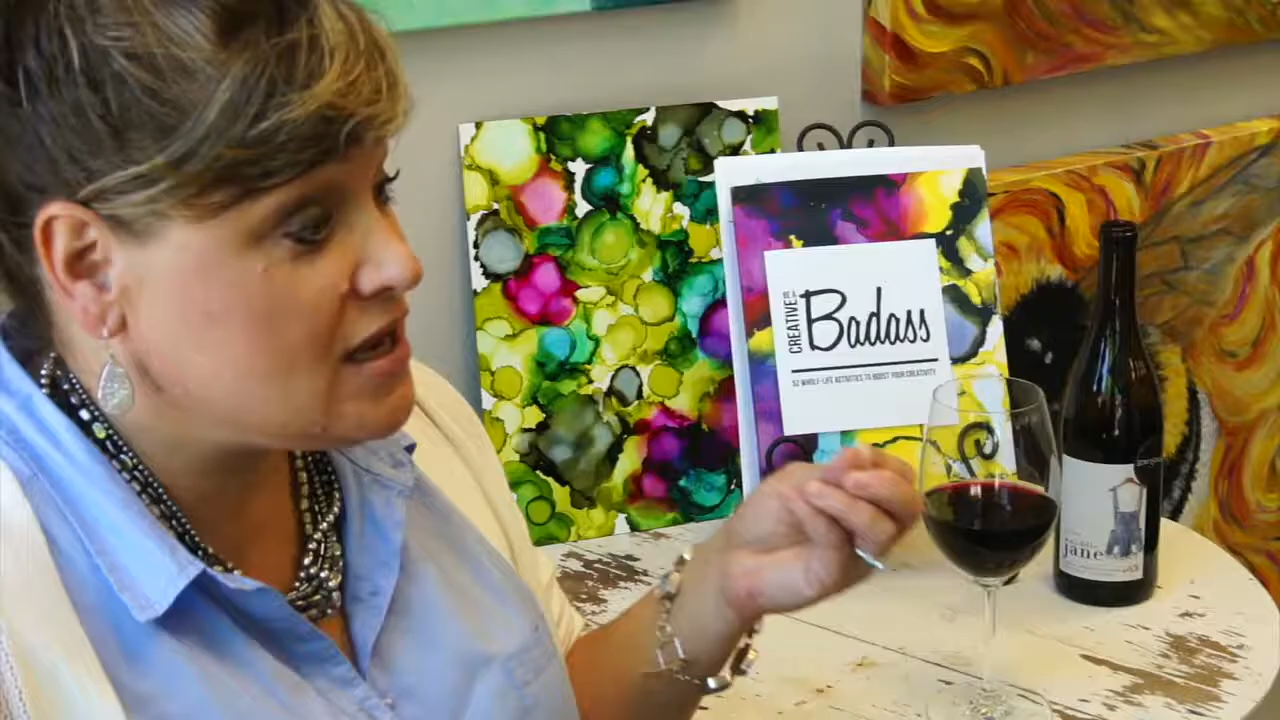 BE A
CREATIVE
Badass
52 WHOLE-LIFE ACTIVITIES TO BOOST YOUR CREATIVITY
jane